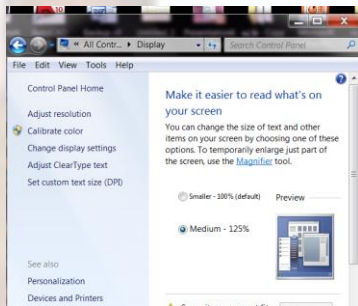 « All Contr... ▸ Display
Search Control Panel
File Edit View Tools Help
Control Panel Home
Adjust resolution
Calibrate color
Change display settings
Adjust ClearType text
Set custom text size (DPI)
See also
Personalization
Devices and Printers
Make it easier to read what's on
your screen
You can change the size of text and other
items on your screen by choosing one of these
options. To temporarily enlarge just part of
the screen, use the Magnifier tool.
Smaller - 100% (default) Preview
Medium - 125%